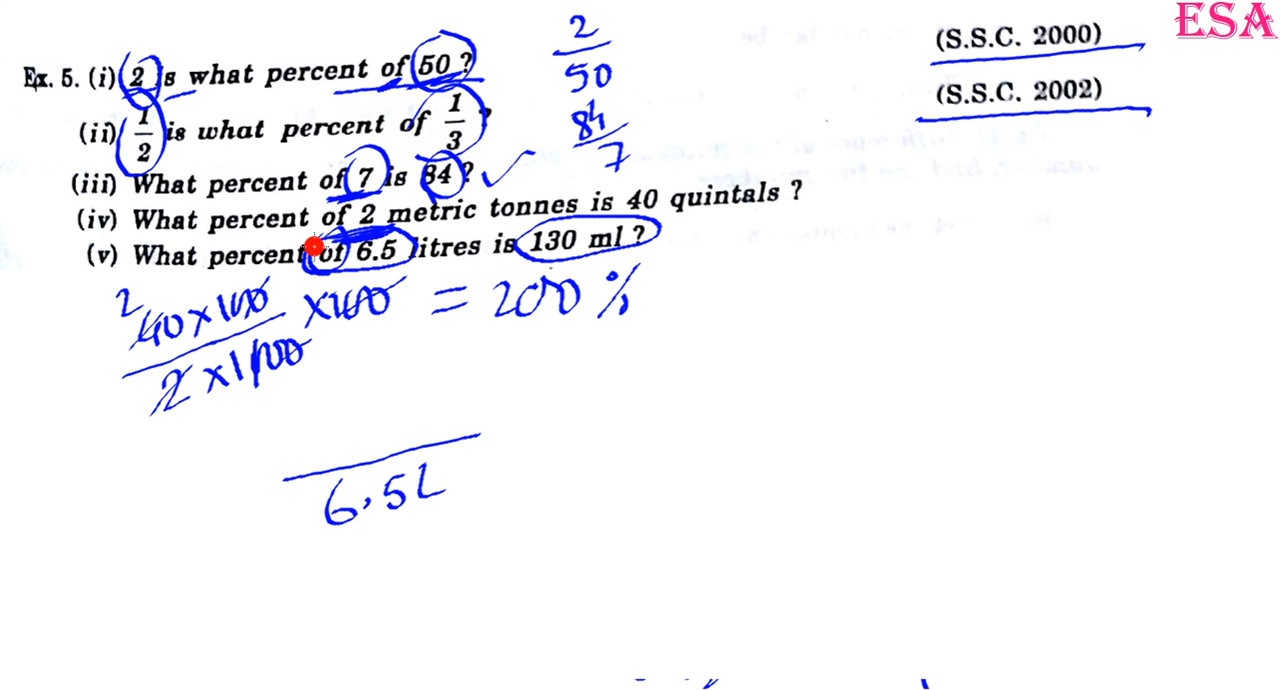 ESA
Ex. 5. (i) 2 is what percent of 50 ? (S.S.C. 2000)
(ii) 1/2 is what percent of 1/3 ? (S.S.C. 2002)
(iii) What percent of 7 is 84 ?
(iv) What percent of 2 metric tonnes is 40 quintals ?
(v) What percent of 6.5 litres is 130 ml ?
2/50
84/7
2
40×100/2×1000 ×100 = 200 %
6.5L